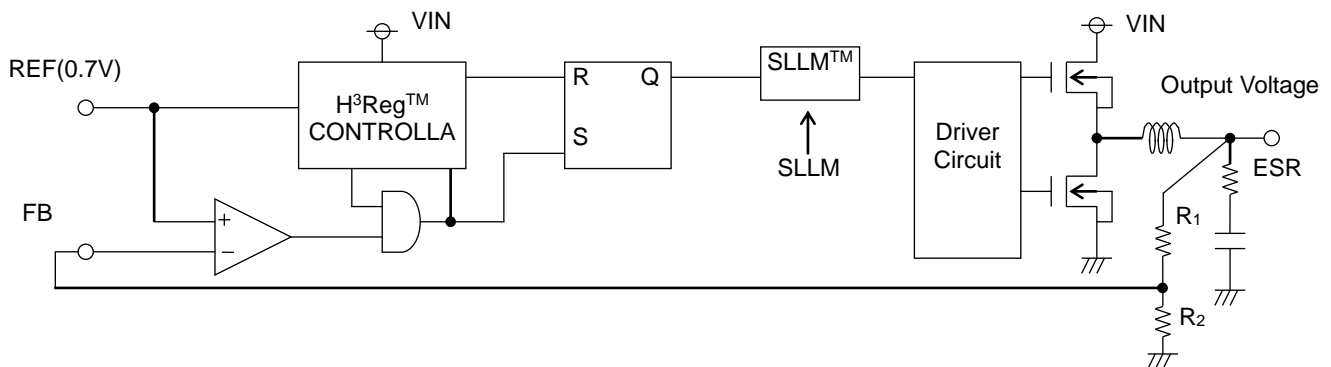 VIN
REF(0.7V)
H³Reg™
CONTROLLA
R
Q
S
SLLM™
SLLM
Driver
Circuit
VIN
Output Voltage
ESR
FB
+
−
R₁
R₂